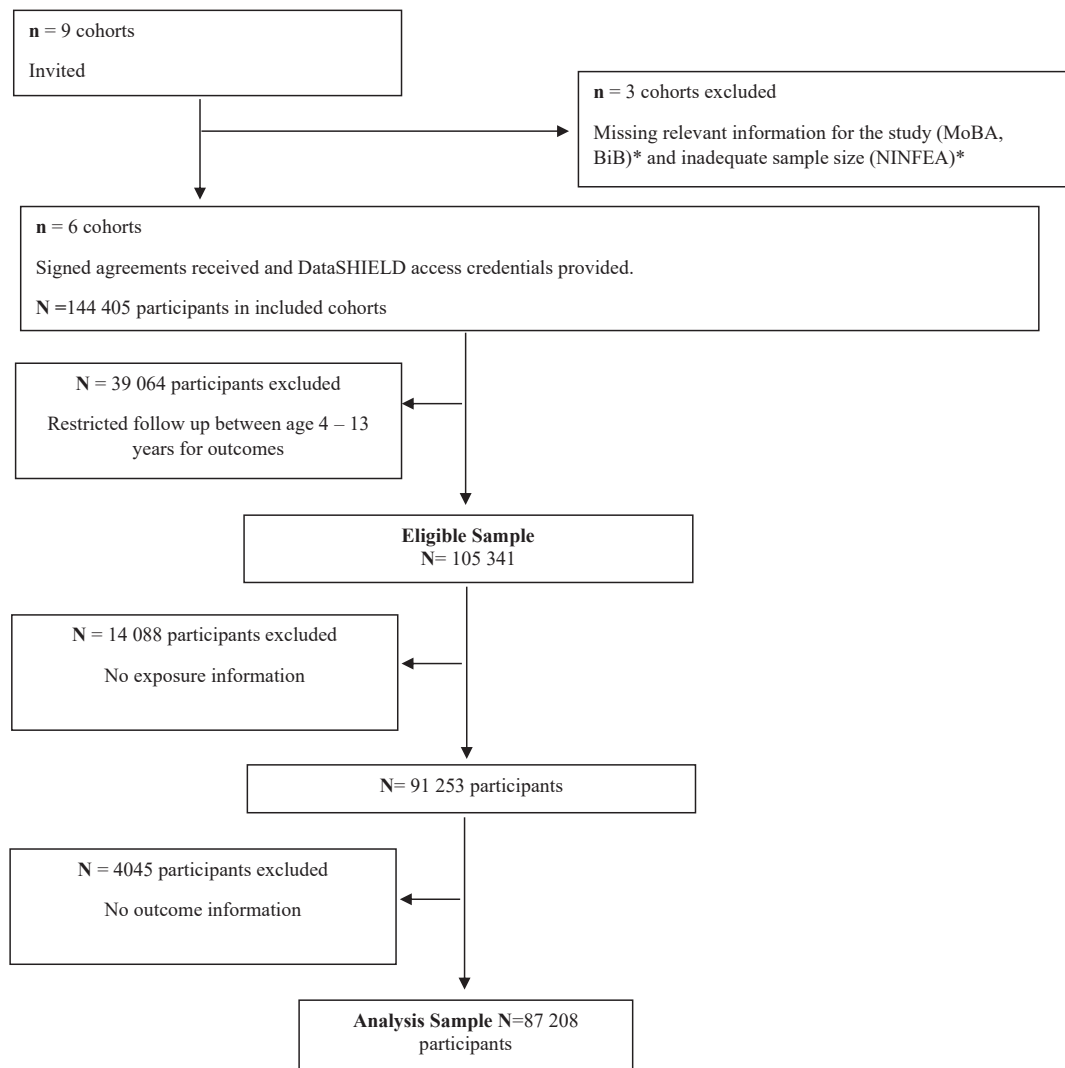 n = 9 cohorts
Invited
n = 3 cohorts excluded
Missing relevant information for the study (MoBA,
BiB)* and inadequate sample size (NINFEA)*
n = 6 cohorts
Signed agreements received and DataSHIELD access credentials provided.
N =144 405 participants in included cohorts
N = 39 064 participants excluded
Restricted follow up between age 4 – 13
years for outcomes
Eligible Sample
N= 105 341
N = 14 088 participants excluded
No exposure information
N= 91 253 participants
N = 4045 participants excluded
No outcome information
Analysis Sample N=87 208
participants